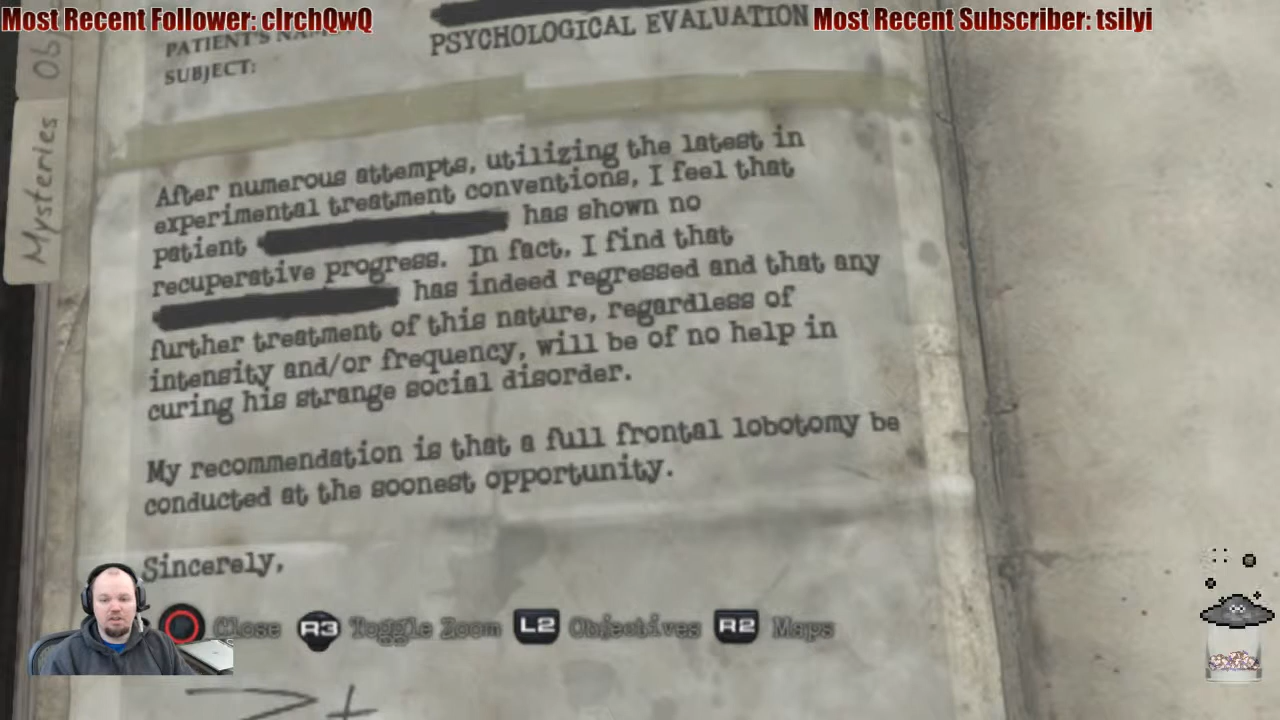 Most Recent Follower: cIrchQwQ
Most Recent Subscriber: tsilyi
PSYCHOLOGICAL EVALUATION
PATIENT'S NAME
SUBJECT:
Mysteries
Ob
After numerous attempts, utilizing the latest in
experimental treatment conventions, I feel that
patient has shown no
recuperative progress. In fact, I find that
has indeed regressed and that any
further treatment of this nature, regardless of
intensity and/or frequency, will be of no help in
curing his strange social disorder.
My recommendation is that a full frontal lobotomy be
conducted at the soonest opportunity.
Sincerely,
Close R3 Toggle Zoom L2 Objectives R2 Maps